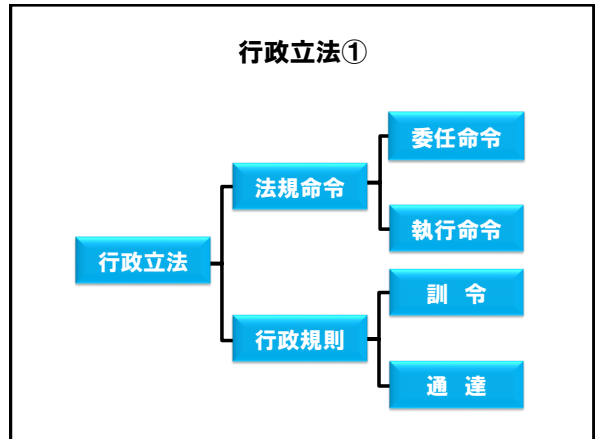 行政立法①
委任命令
法規命令
執行命令
行政立法
訓 令
行政規則
通 達